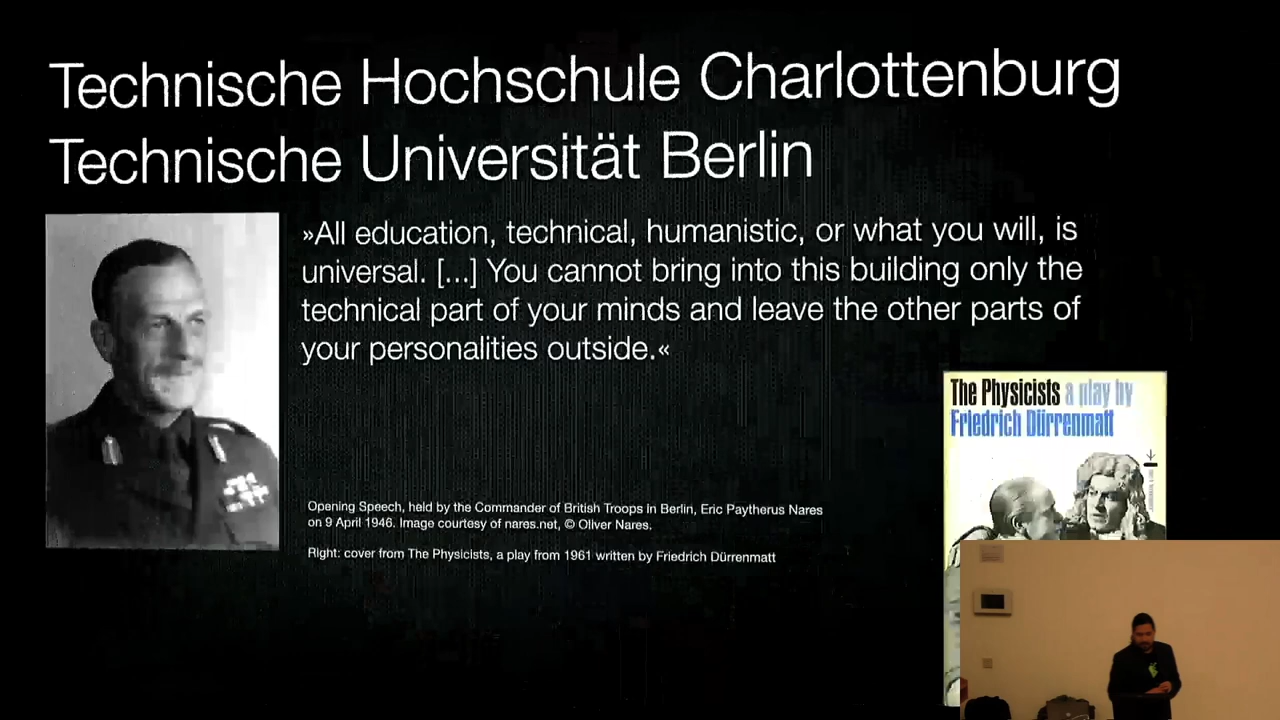 Technische Hochschule Charlottenburg
Technische Universität Berlin
»All education, technical, humanistic, or what you will, is
universal. [...] You cannot bring into this building only the
technical part of your minds and leave the other parts of
your personalities outside.«
The Physicists a play by
Friedrich Dürrenmatt
Opening Speech, held by the Commander of British Troops in Berlin, Eric Paytherus Nares
on 9 April 1946. Image courtesy of nares.net, © Oliver Nares.
Right: cover from The Physicists, a play from 1961 written by Friedrich Dürrenmatt